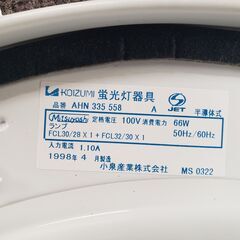 KOIZUMI 蛍光灯器具
品番 AHN 335 558 A
JET
半導体式
Mitsuyoshi 定格電圧 100V 消費電力 66W
ランプ 50Hz/60Hz
FCL30/28 X 1 + FCL32/30 X 1
入力電流 1.10A
1998年 4 月製造
小泉産業株式会社 MS 0322